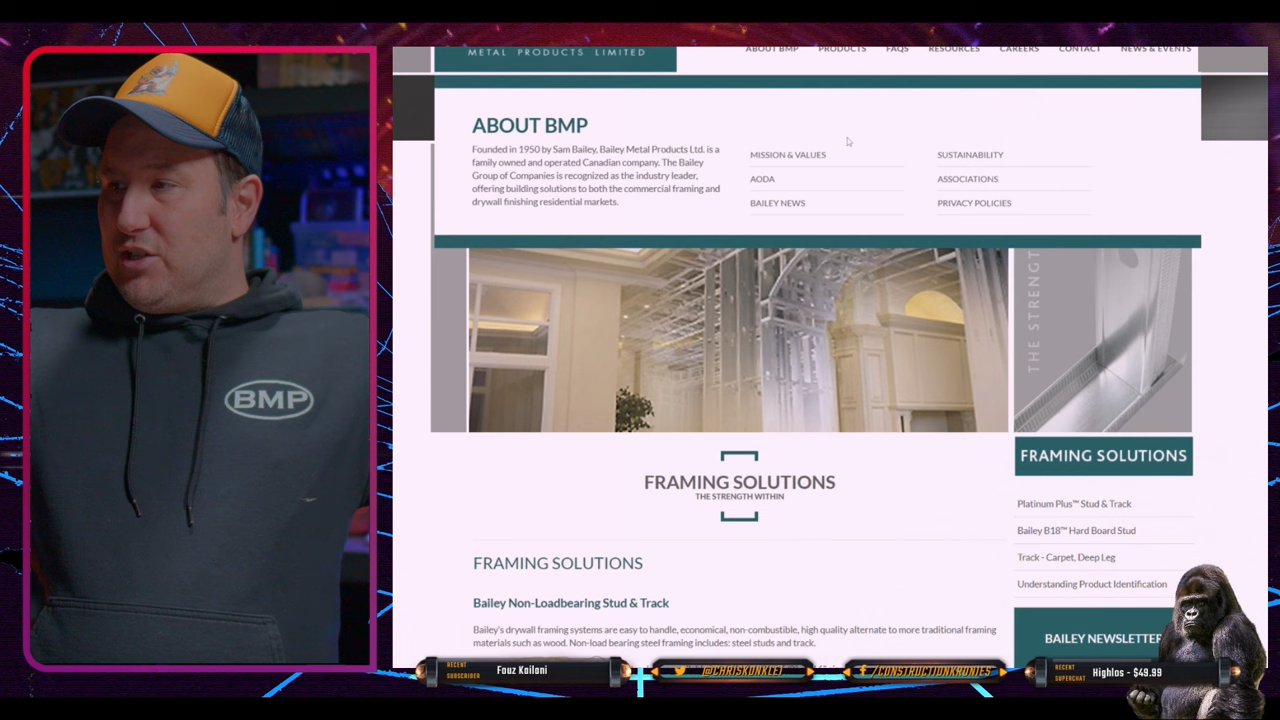 METAL PRODUCTS LIMITED
ABOUT BMP PRODUCTS FAQS RESOURCES CAREERS CONTACT NEWS & EVENTS
ABOUT BMP
Founded in 1950 by Sam Bailey, Bailey Metal Products Ltd. is a
family owned and operated Canadian company. The Bailey
Group of Companies is recognized as the industry leader,
offering building solutions to both the commercial framing and
drywall finishing residential markets.
MISSION & VALUES
AODA
BAILEY NEWS
SUSTAINABILITY
ASSOCIATIONS
PRIVACY POLICIES
THE STRENGT
BMP
FRAMING SOLUTIONS
THE STRENGTH WITHIN
FRAMING SOLUTIONS
Bailey Non-Loadbearing Stud & Track
Bailey's drywall framing systems are easy to handle, economical, non-combustible, high quality alternate to more traditional framing
materials such as wood. Non-load bearing steel framing includes: steel studs and track.
FRAMING SOLUTIONS
Platinum Plus™ Stud & Track
Bailey B18™ Hard Board Stud
Track - Carpet, Deep Leg
Understanding Product Identification
BAILEY NEWSLETTER
RECENT
SUBSCRIBER
Fouz Kailani
@CHRISKONKLE1
/CONSTRUCTIONKRONIES
RECENT
SUPERCHAT
Highlos - $49.99